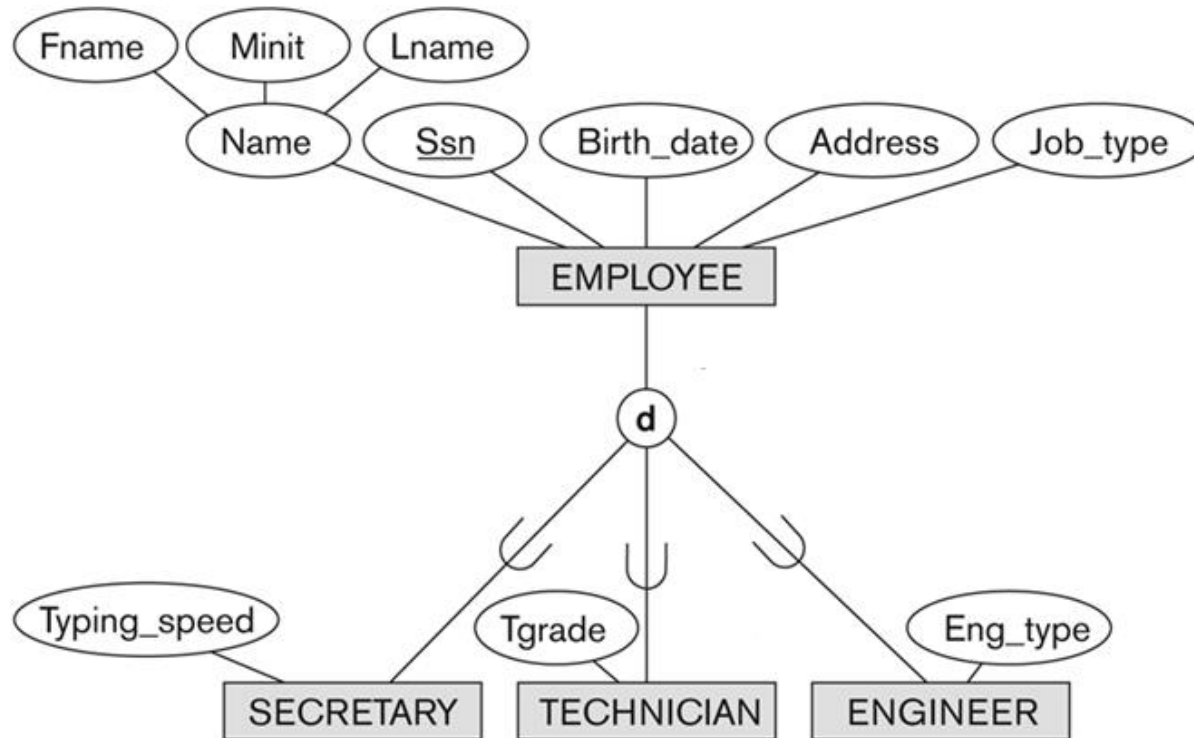 Fname Minit Lname
Name Ssn Birth_date Address Job_type
EMPLOYEE
d
Typing_speed Tgrade Eng_type
SECRETARY TECHNICIAN ENGINEER